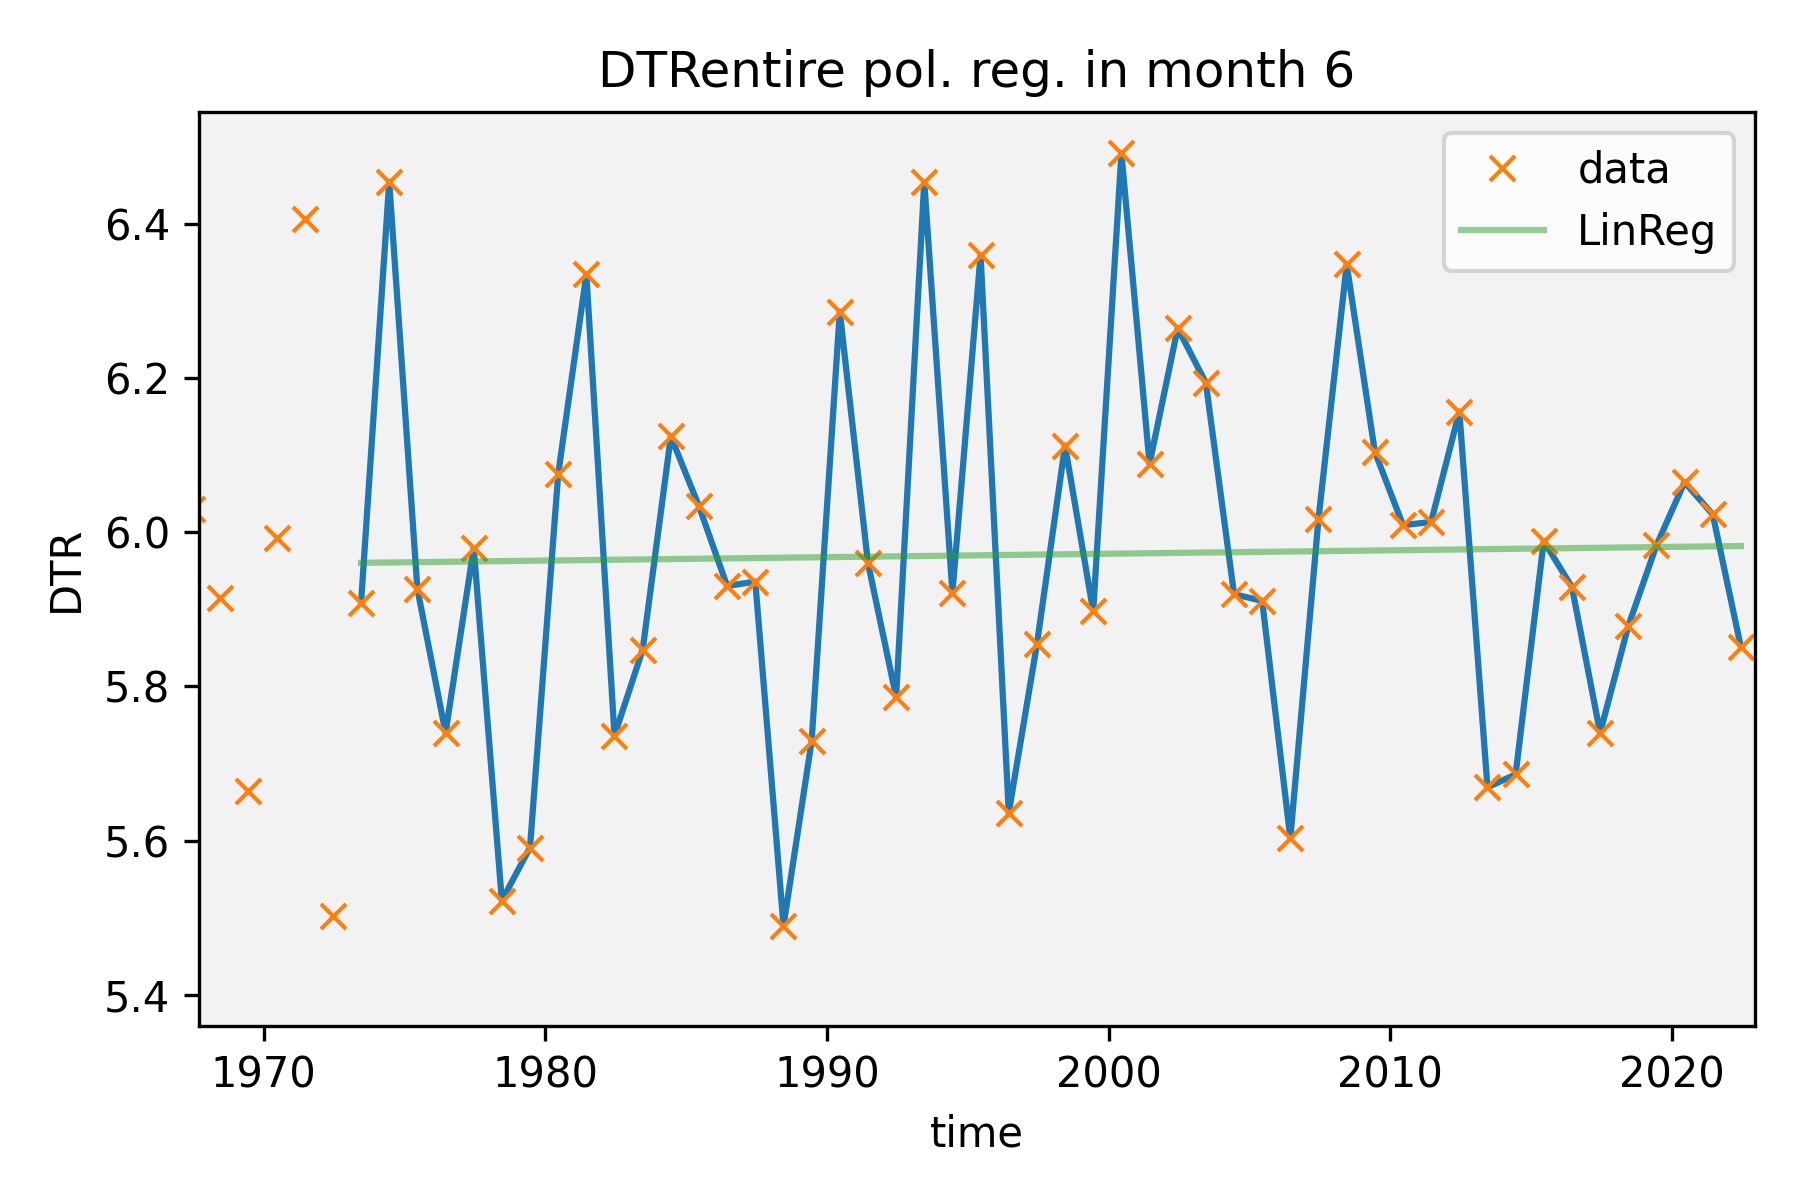 DTRentire pol. reg. in month 6
data
LinReg
6.4
6.2
6.0
5.8
5.6
5.4
DTR
1970 1980 1990 2000 2010 2020
time